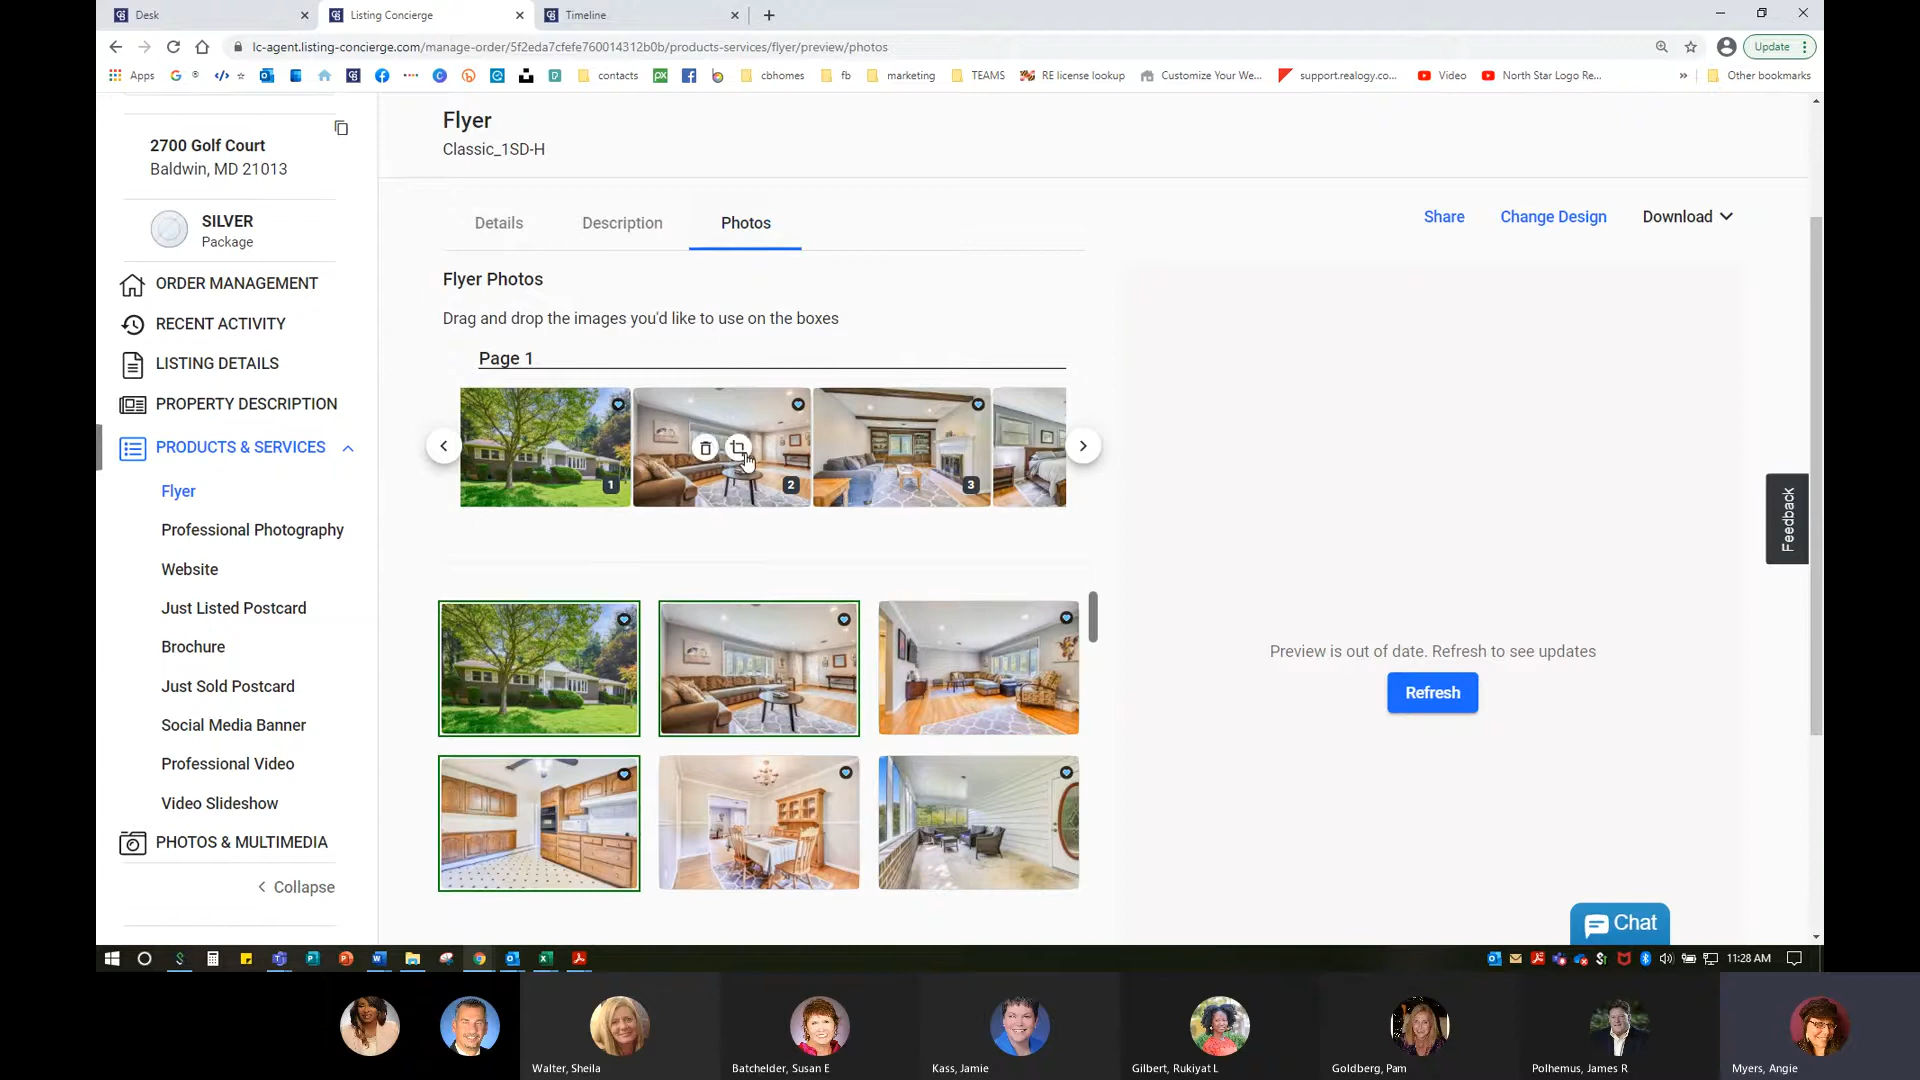 Desk
Listing Concierge
Timeline
lc-agent.listing-concierge.com/manage-order/5f2eda7cfefe760014312b0b/products-services/flyer/preview/photos
Update
Apps
contacts
cbhomes
fb
marketing
TEAMS
RE license lookup
Customize Your We...
support.realogy.co...
Video
North Star Logo Re...
Other bookmarks
2700 Golf Court
Baldwin, MD 21013
SILVER
Package
ORDER MANAGEMENT
RECENT ACTIVITY
LISTING DETAILS
PROPERTY DESCRIPTION
PRODUCTS & SERVICES
Flyer
Professional Photography
Website
Just Listed Postcard
Brochure
Just Sold Postcard
Social Media Banner
Professional Video
Video Slideshow
PHOTOS & MULTIMEDIA
Collapse
Flyer
Classic_1SD-H
Details
Description
Photos
Share
Change Design
Download
Flyer Photos
Drag and drop the images you'd like to use on the boxes
Page 1
1
2
3
Preview is out of date. Refresh to see updates
Refresh
Feedback
Chat
11:28 AM
Walter, Sheila
Batchelder, Susan E
Kass, Jamie
Gilbert, Rukiyat L
Goldberg, Pam
Polhemus, James R
Myers, Angie